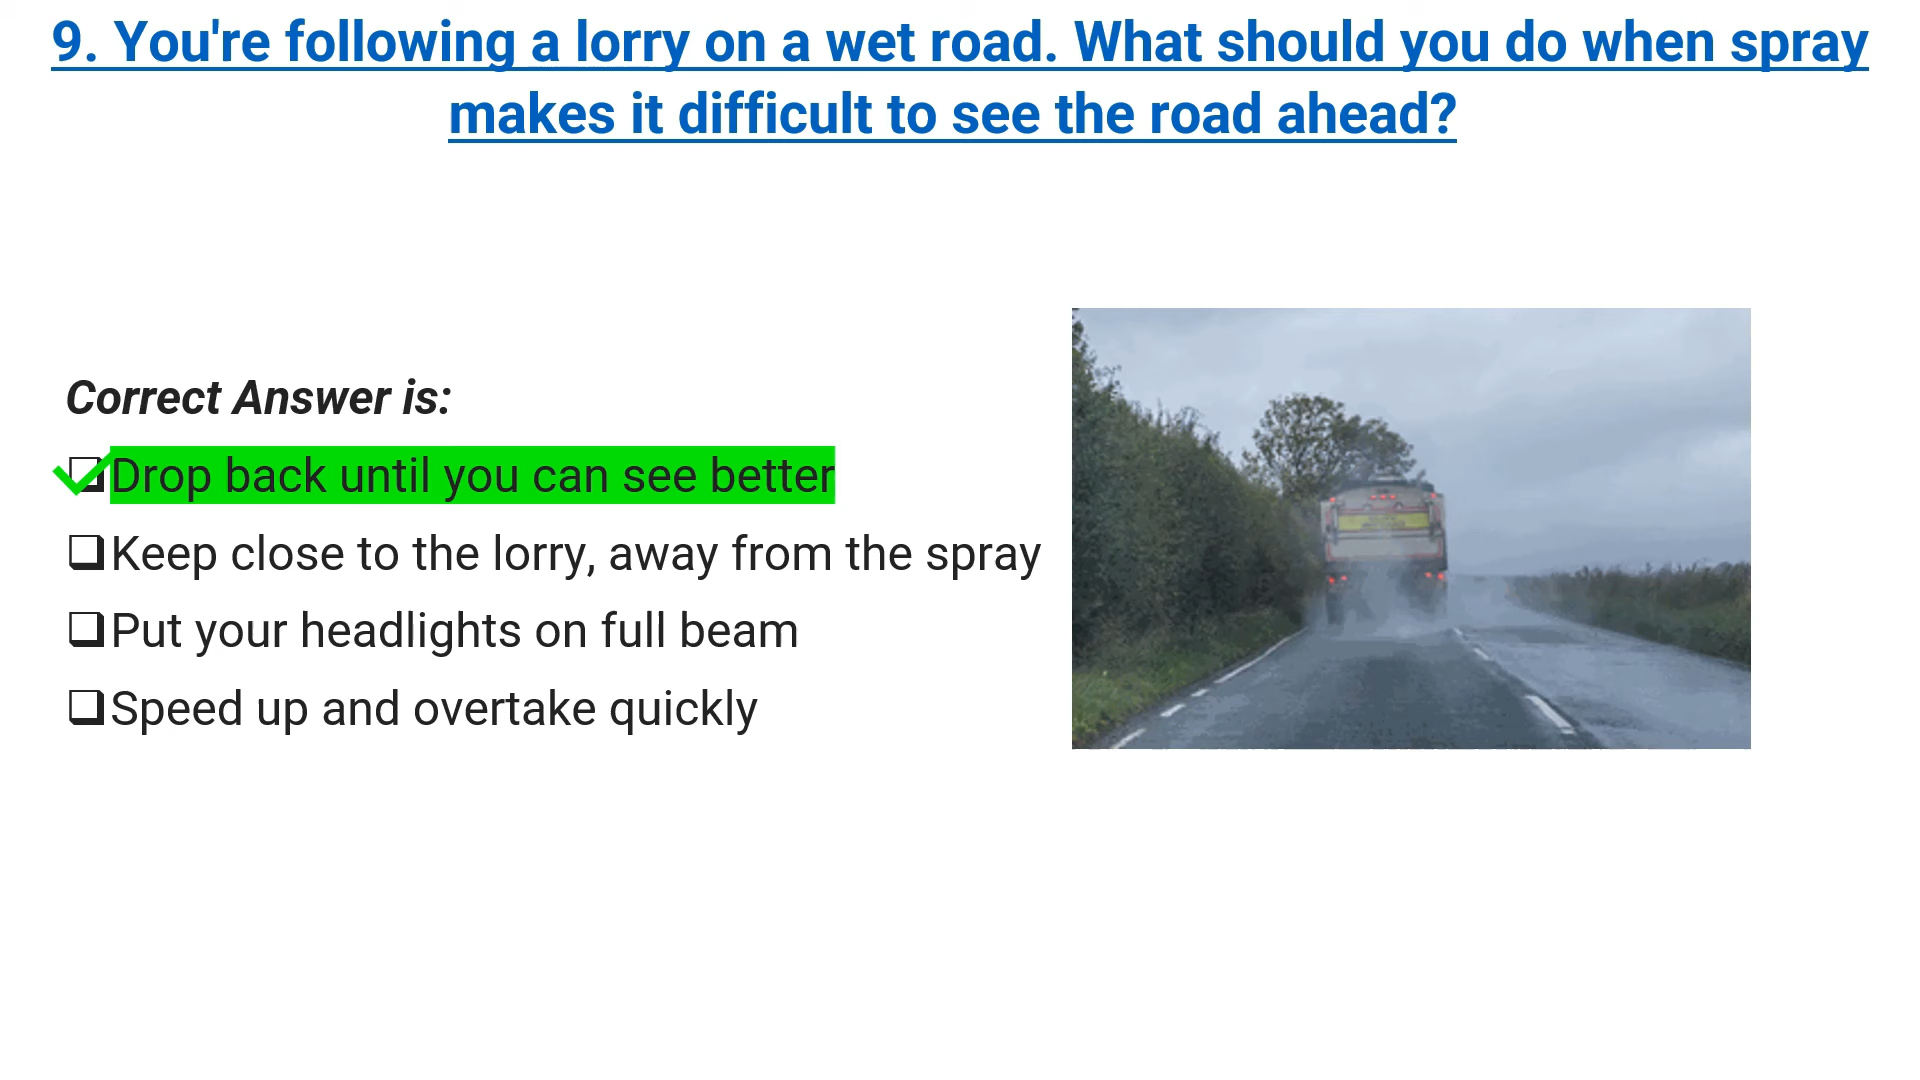 9. You're following a lorry on a wet road. What should you do when spray
makes it difficult to see the road ahead?
Correct Answer is:
Drop back until you can see better
Keep close to the lorry, away from the spray
Put your headlights on full beam
Speed up and overtake quickly